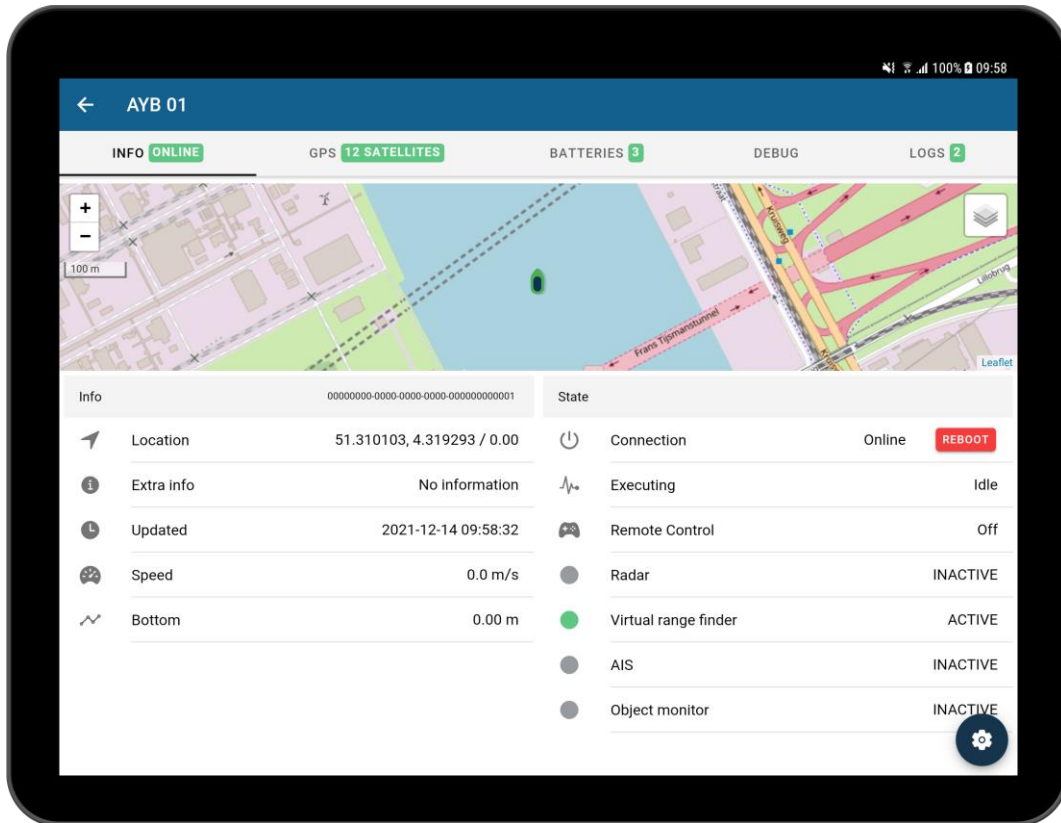 100% 09:58
AYB 01
INFO ONLINE
GPS 12 SATELLITES
BATTERIES 3
DEBUG
LOGS 2
+
−
100 m
Kruisweg
Frans Tijsmanstunnel
Lillobrug
Leaflet
Info 00000000-0000-0000-0000-000000000001
Location 51.310103, 4.319293 / 0.00
Extra info No information
Updated 2021-12-14 09:58:32
Speed 0.0 m/s
Bottom 0.00 m
State
Connection Online REBOOT
Executing Idle
Remote Control Off
Radar INACTIVE
Virtual range finder ACTIVE
AIS INACTIVE
Object monitor INACTIVE